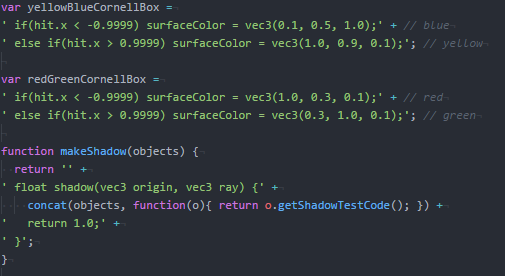 var yellowBlueCornellBox =
' if(hit.x < -0.9999) surfaceColor = vec3(0.1, 0.5, 1.0);' + // blue
' else if(hit.x > 0.9999) surfaceColor = vec3(1.0, 0.9, 0.1);'; // yellow

var redGreenCornellBox =
' if(hit.x < -0.9999) surfaceColor = vec3(1.0, 0.3, 0.1);' + // red
' else if(hit.x > 0.9999) surfaceColor = vec3(0.3, 1.0, 0.1);'; // green

function makeShadow(objects) {
  return '' +
' float shadow(vec3 origin, vec3 ray) {' +
    concat(objects, function(o){ return o.getShadowTestCode(); }) +
'   return 1.0;' +
' }';
}